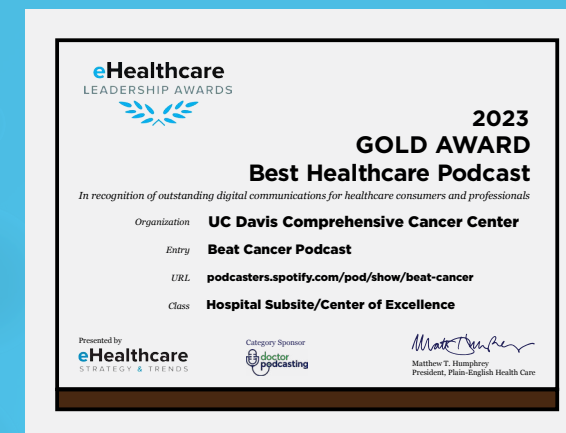 eHealthcare
LEADERSHIP AWARDS
2023
GOLD AWARD
Best Healthcare Podcast
In recognition of outstanding digital communications for healthcare consumers and professionals
Organization UC Davis Comprehensive Cancer Center
Entry Beat Cancer Podcast
URL podcasters.spotify.com/pod/show/beat-cancer
Class Hospital Subsite/Center of Excellence
Presented by
eHealthcare
STRATEGY & TRENDS
Category Sponsor
doctor
podcasting
Matt Humphrey
Matthew T. Humphrey
President, Plain-English Health Care